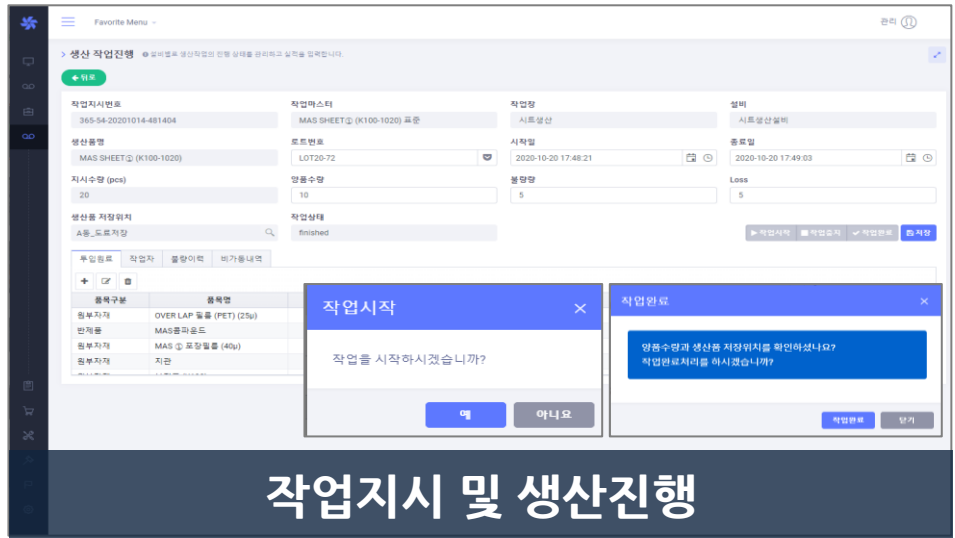 Favorite Menu
관리
> 생산 작업진행 설비별로 생산작업의 진행 상태를 관리하고 실적을 입력합니다.
뒤로
작업지시번호 작업마스터 작업장 설비
365-54-20201014-481404 MAS SHEET① (K100-1020) 표준 시트생산 시트생산설비
생산품명 로트번호 시작일 종료일
MAS SHEET① (K100-1020) LOT20-72 2020-10-20 17:48:21 2020-10-20 17:49:03
지시수량 (pcs) 양품수량 불량량 Loss
20 10 5 5
생산품 저장위치 작업상태
A동_도료저장 finished 작업시작 작업중지 작업완료 저장
투입원료 작업자 불량이력 비가동내역
품목구분 품목명
원부자재 OVER LAP 필름 (PET) (25μ)
반제품 MAS콤파운드
원부자재 MAS ① 포장필름 (40μ)
원부자재 지관
작업시작 ×
작업을 시작하시겠습니까?
예 아니요
작업완료 ×
양품수량과 생산품 저장위치를 확인하셨나요?
작업완료처리를 하시겠습니까?
작업완료 닫기
작업지시 및 생산진행